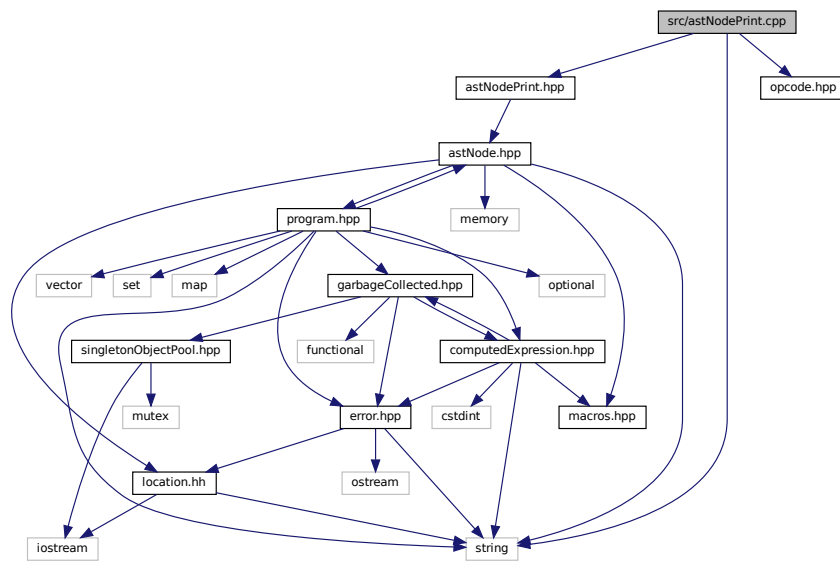 src/astNodePrint.cpp
astNodePrint.hpp
opcode.hpp
astNode.hpp
program.hpp
memory
vector
set
map
garbageCollected.hpp
optional
singletonObjectPool.hpp
functional
computedExpression.hpp
mutex
error.hpp
cstdint
macros.hpp
location.hh
ostream
iostream
string